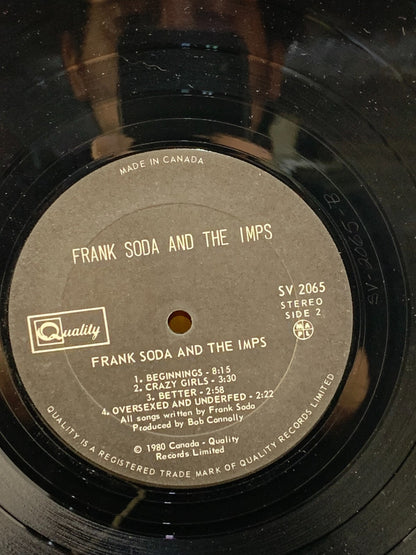 MADE IN CANADA
FRANK SODA AND THE IMPS
SV 2065
STEREO
SIDE 2
MAPL
Quality
FRANK SODA AND THE IMPS
1. BEGINNINGS - 8:15
2. CRAZY GIRLS - 3:30
3. BETTER - 2:58
4. OVERSEXED AND UNDERFED - 2:22
All songs written by Frank Soda
Produced by Bob Connolly
© 1980 Canada - Quality
Records Limited
QUALITY IS A REGISTERED TRADE MARK OF QUALITY RECORDS LIMITED
SV-2065-B